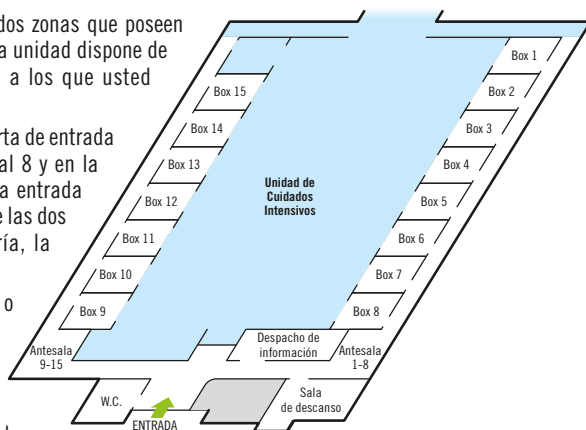 dos zonas que poseen
a unidad dispone de
a los que usted
rta de entrada
al 8 y en la
a entrada
e las dos
ría, la
o
Box 1
Box 2
Box 3
Box 4
Box 5
Box 6
Box 7
Box 8
Box 15
Box 14
Box 13
Box 12
Box 11
Box 10
Box 9
Unidad de
Cuidados
Intensivos
Despacho de
información
Antesala
9-15
Antesala
1-8
W.C.
ENTRADA
Sala
de descanso